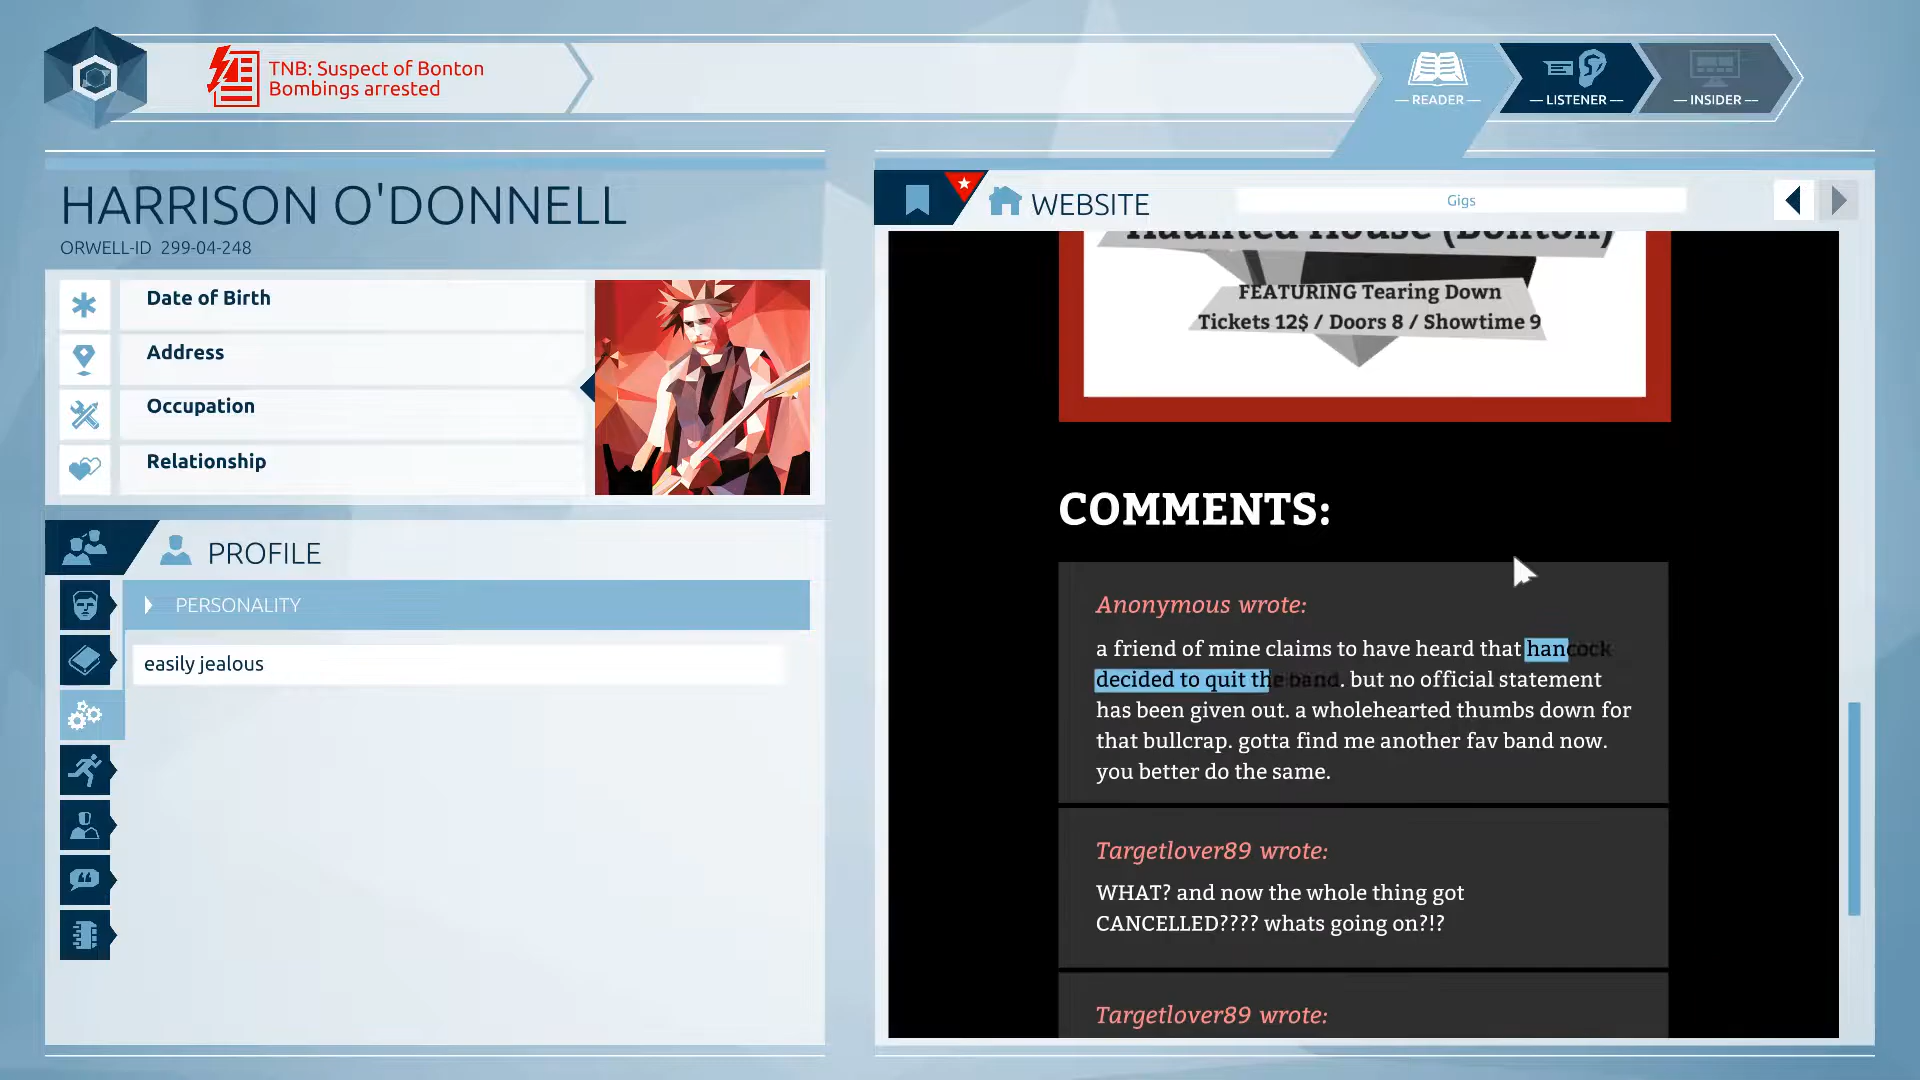 TNB: Suspect of Bonton
Bombings arrested
READER
LISTENER
INSIDER
HARRISON O'DONNELL
ORWELL-ID 299-04-248
Date of Birth
Address
Occupation
Relationship
PROFILE
PERSONALITY
easily jealous
WEBSITE
Gigs
Haunted House (Bonton)
FEATURING Tearing Down
Tickets 12$ / Doors 8 / Showtime 9
COMMENTS:
Anonymous wrote:
a friend of mine claims to have heard that hancock
decided to quit the band. but no official statement
has been given out. a wholehearted thumbs down for
that bullcrap. gotta find me another fav band now.
you better do the same.
Targetlover89 wrote:
WHAT? and now the whole thing got
CANCELLED???? whats going on?!?
Targetlover89 wrote: